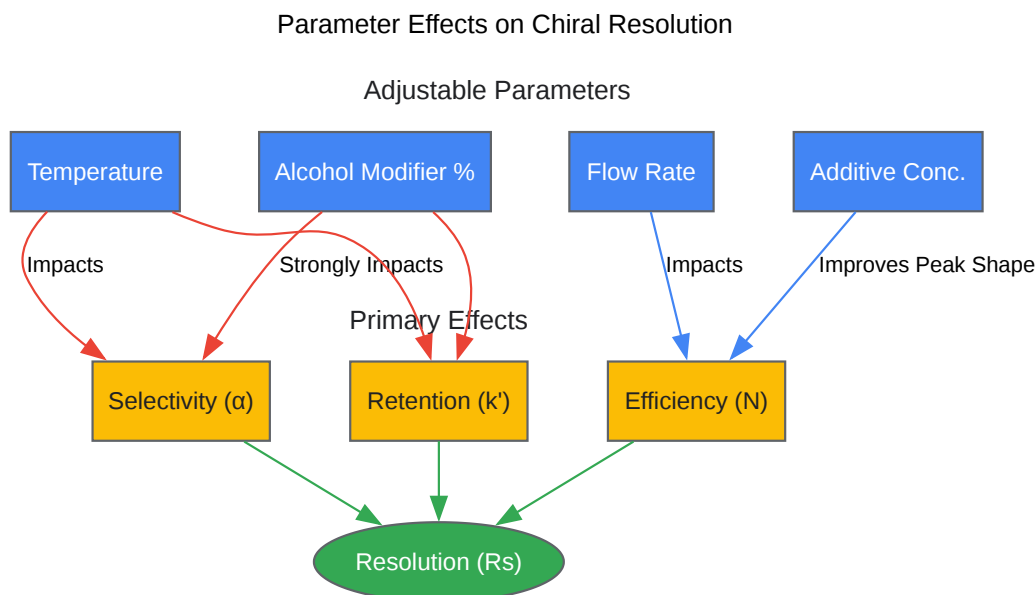 Parameter Effects on Chiral Resolution
Adjustable Parameters
Temperature
Alcohol Modifier %
Flow Rate
Additive Conc.
Impacts
Strongly Impacts
Impacts
Improves Peak Shape
Primary Effects
Selectivity (α)
Retention (k')
Efficiency (N)
Resolution (Rs)